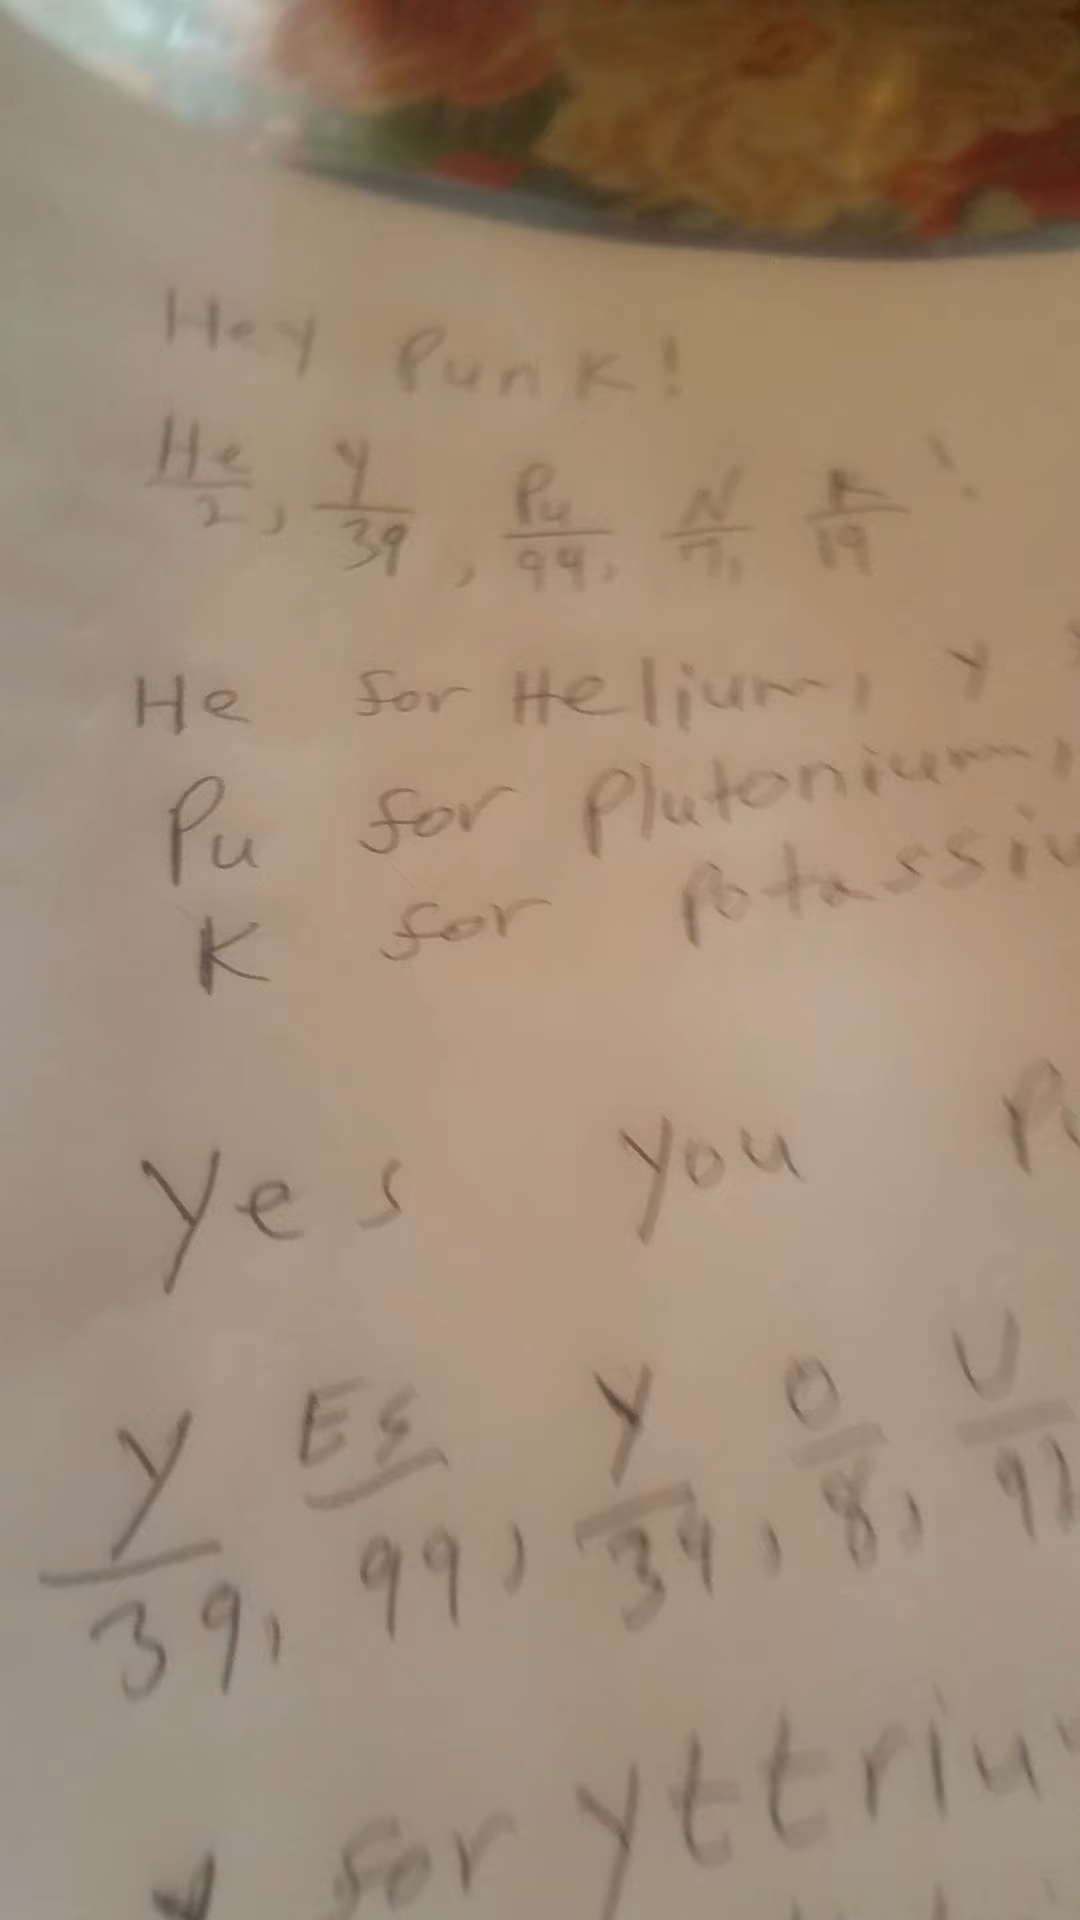 Hey Punk!
He Y Pu N K !
2, 39, 94, 7, 19
He for Helium, Y
Pu for Plutonium,
K for Potassiu
Yes you P
Y Es Y O U
39, 99, 39, 8, 92
for Yttriu